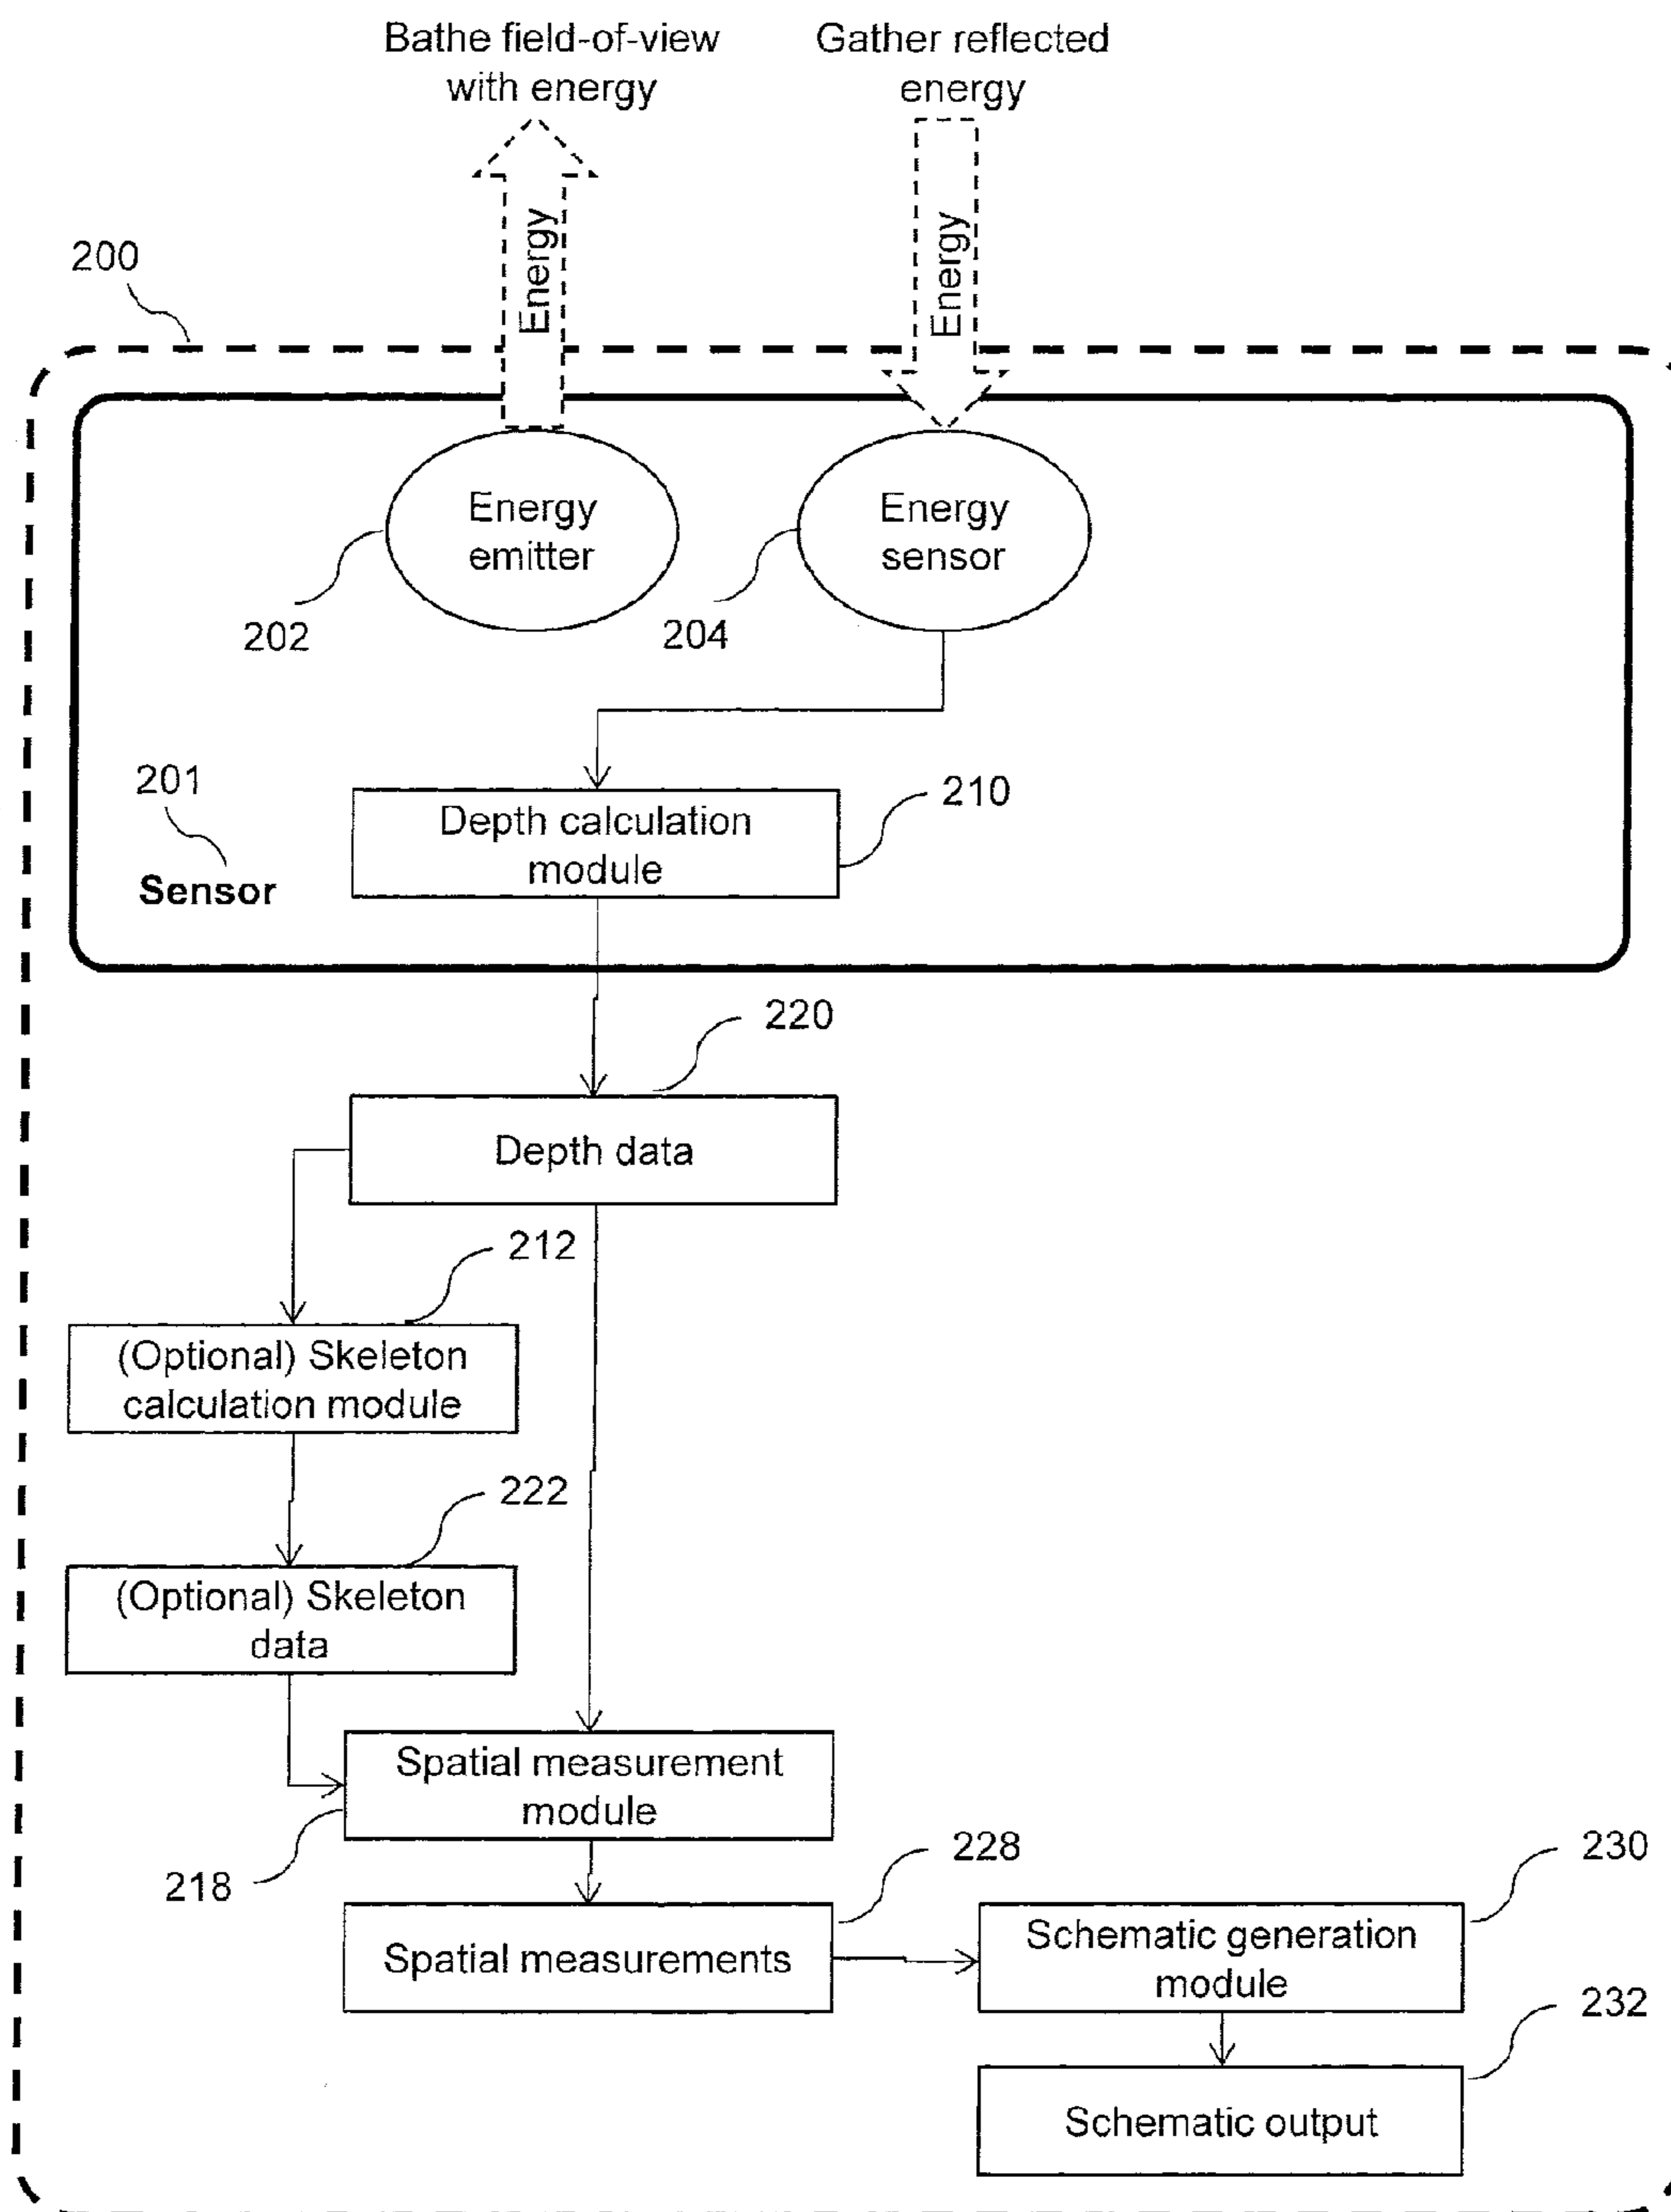 Bathe field-of-view
with energy
Gather reflected
energy
Energy
Energy
200
Energy
emitter
Energy
sensor
202
204
201
Sensor
Depth calculation
module
210
220
Depth data
212
(Optional) Skeleton
calculation module
222
(Optional) Skeleton
data
Spatial measurement
module
218
228
Spatial measurements
230
Schematic generation
module
232
Schematic output